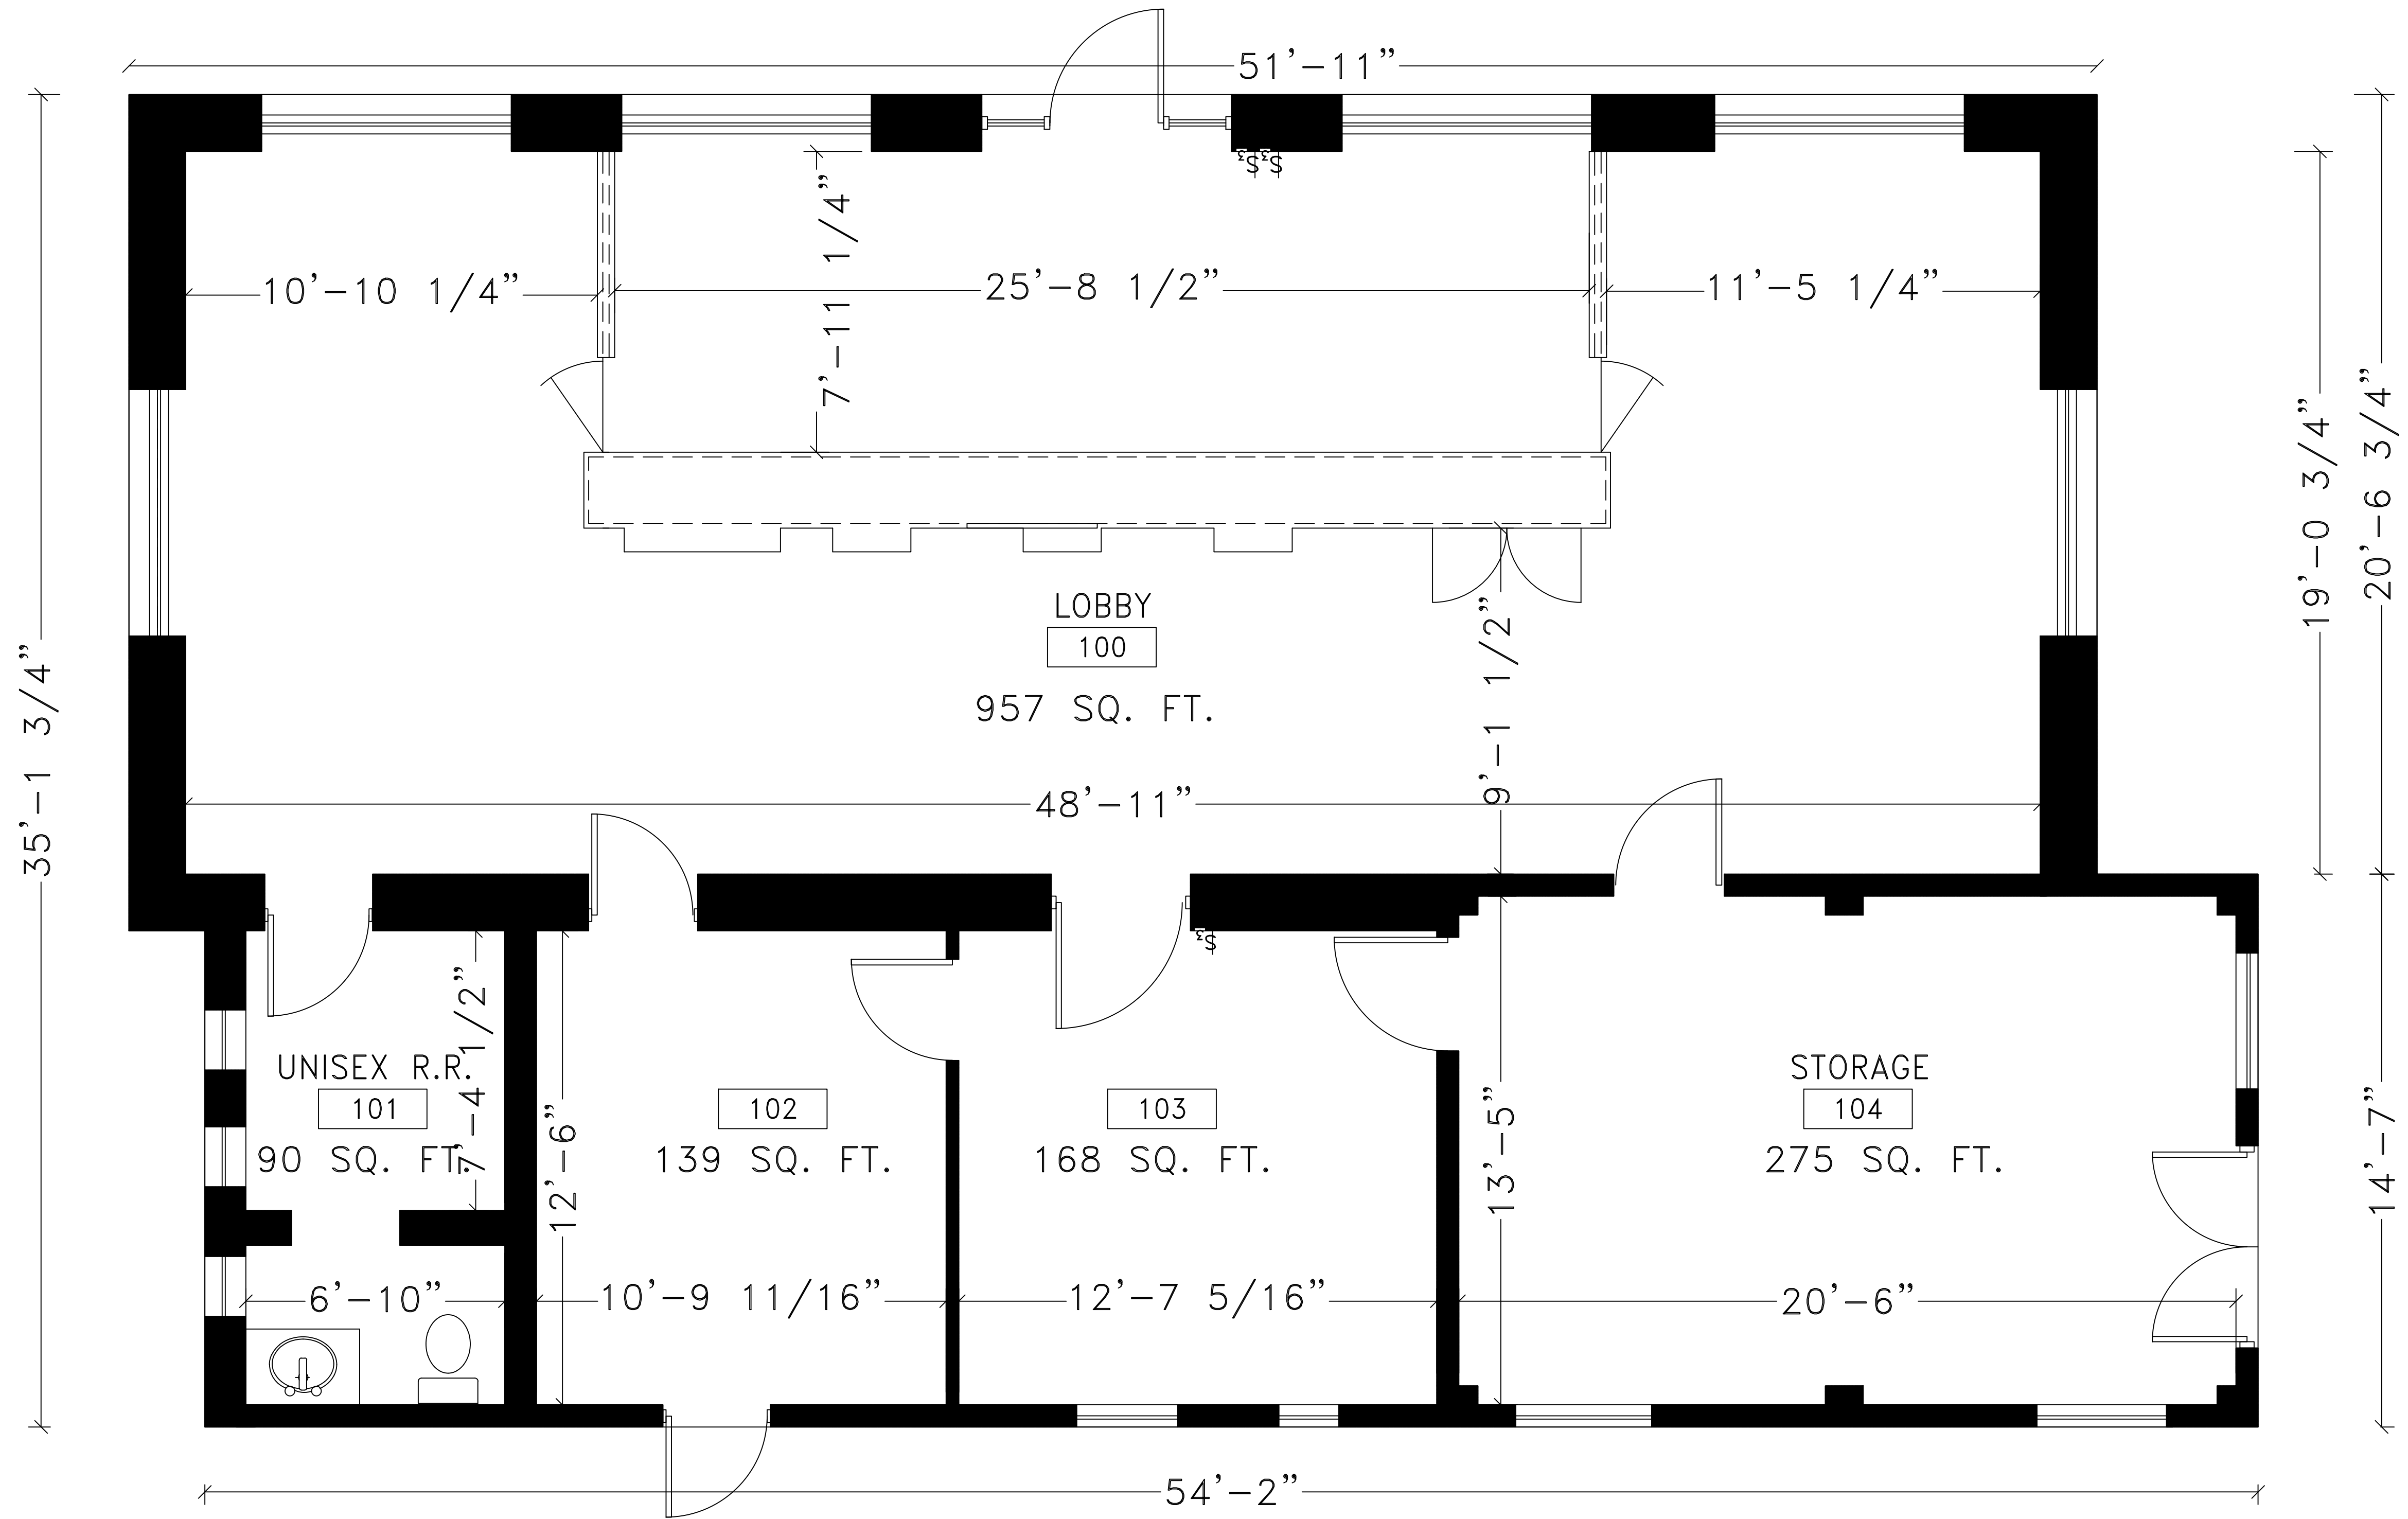 51'-11"
S3 S3
7'-11 1/4"
10'-10 1/4"
25'-8 1/2"
11'-5 1/4"
19'-0 3/4"
20'-6 3/4"
LOBBY
100
957 SQ. FT.
9'-1 1/2"
35'-1 3/4"
48'-11"
S3
7'-4 1/2"
UNISEX R.R.
101
90 SQ. FT.
12'-6"
102
139 SQ. FT.
103
168 SQ. FT.
13'-5"
STORAGE
104
275 SQ. FT.
14'-7"
6'-10"
10'-9 11/16"
12'-7 5/16"
20'-6"
54'-2"